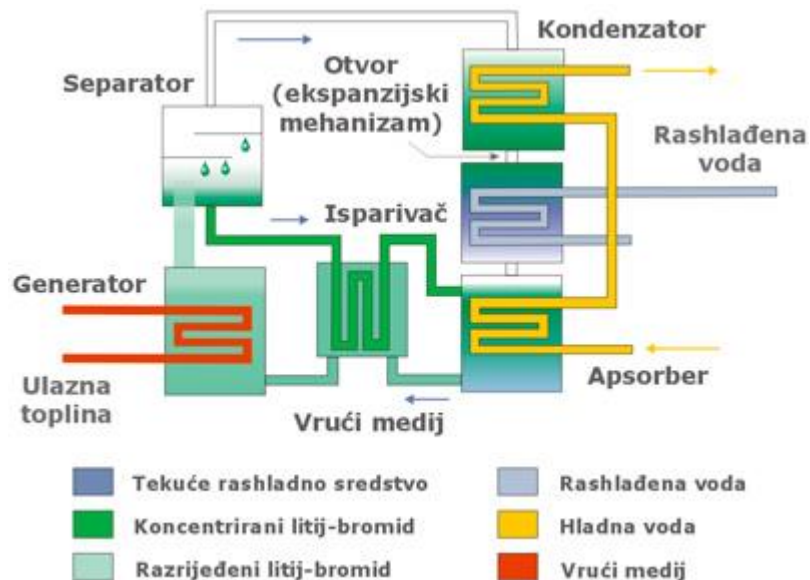 Kondenzator
Otvor
(ekspanzijski
mehanizam)
Separator
Rashlađena
voda
Isparivač
Generator
Ulazna
toplina
Apsorber
Vrući medij
Tekuće rashladno sredstvo
Koncentrirani litij-bromid
Razrijeđeni litij-bromid
Rashlađena voda
Hladna voda
Vrući medij